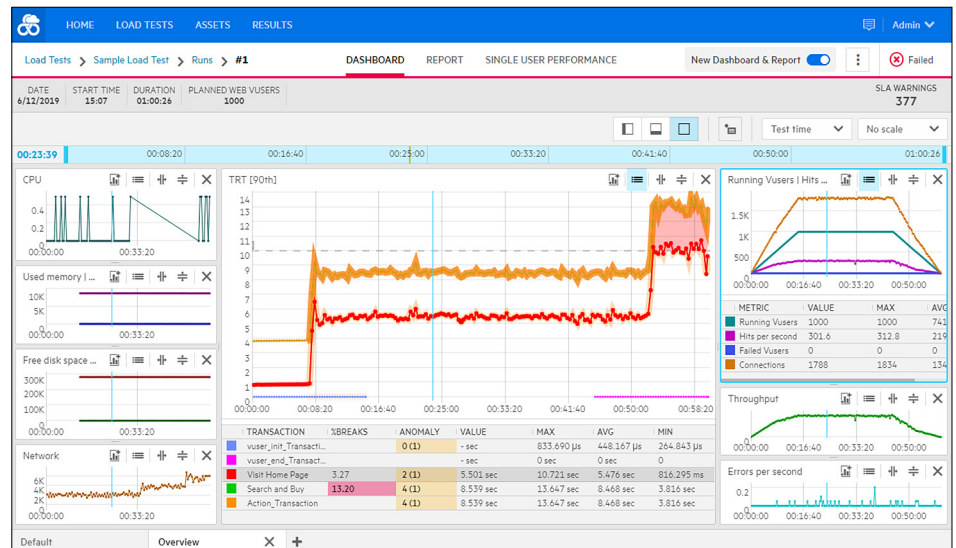 HOME LOAD TESTS ASSETS RESULTS Admin
Load Tests > Sample Load Test > Runs > #1 DASHBOARD REPORT SINGLE USER PERFORMANCE New Dashboard & Report Failed
DATE START TIME DURATION PLANNED WEB VUSERS SLA WARNINGS
6/12/2019 15:07 01:00:26 1000 377
Test time No scale
00:23:39 00:08:20 00:16:40 00:25:00 00:33:20 00:41:40 00:50:00 01:00:26
CPU
0.4
0.2
0
00:00:00 00:33:20
Used memory | ...
10K
5K
0
00:00:00 00:33:20
Free disk space ...
300K
200K
100K
0
00:00:00 00:33:20
Network
6K
4K
2K
0
00:00:00 00:33:20
TRT [90th]
14
13
12
11
10
9
8
7
6
5
4
3
2
1
00:00:00 00:08:20 00:16:40 00:25:00 00:33:20 00:41:40 00:50:00 00:58:20
TRANSACTION %BREAKS ANOMALY VALUE MAX AVG MIN
vuser_init_Transacti... 0 (1) - sec 833.690 μs 448.167 μs 264.843 μs
vuser_end_Transact... - sec 0 sec 0 sec 0
Visit Home Page 3.27 2 (1) 5.501 sec 10.721 sec 5.476 sec 816.295 ms
Search and Buy 13.20 4 (1) 8.539 sec 13.647 sec 8.468 sec 3.816 sec
Action_Transaction 4 (1) 8.539 sec 13.647 sec 8.468 sec 3.816 sec
Running Vusers | Hits ...
1.5K
1K
500
0
00:00:00 00:16:40 00:33:20 00:50:00
METRIC VALUE MAX AVG
Running Vusers 1000 1000 741
Hits per second 301.6 312.8 219
Failed Vusers 0 0 0
Connections 1788 1834 134
Throughput
00:00:00 00:16:40 00:33:20 00:50:00
Errors per second
0.2
0
00:00:00 00:16:40 00:33:20 00:50:00
Default Overview